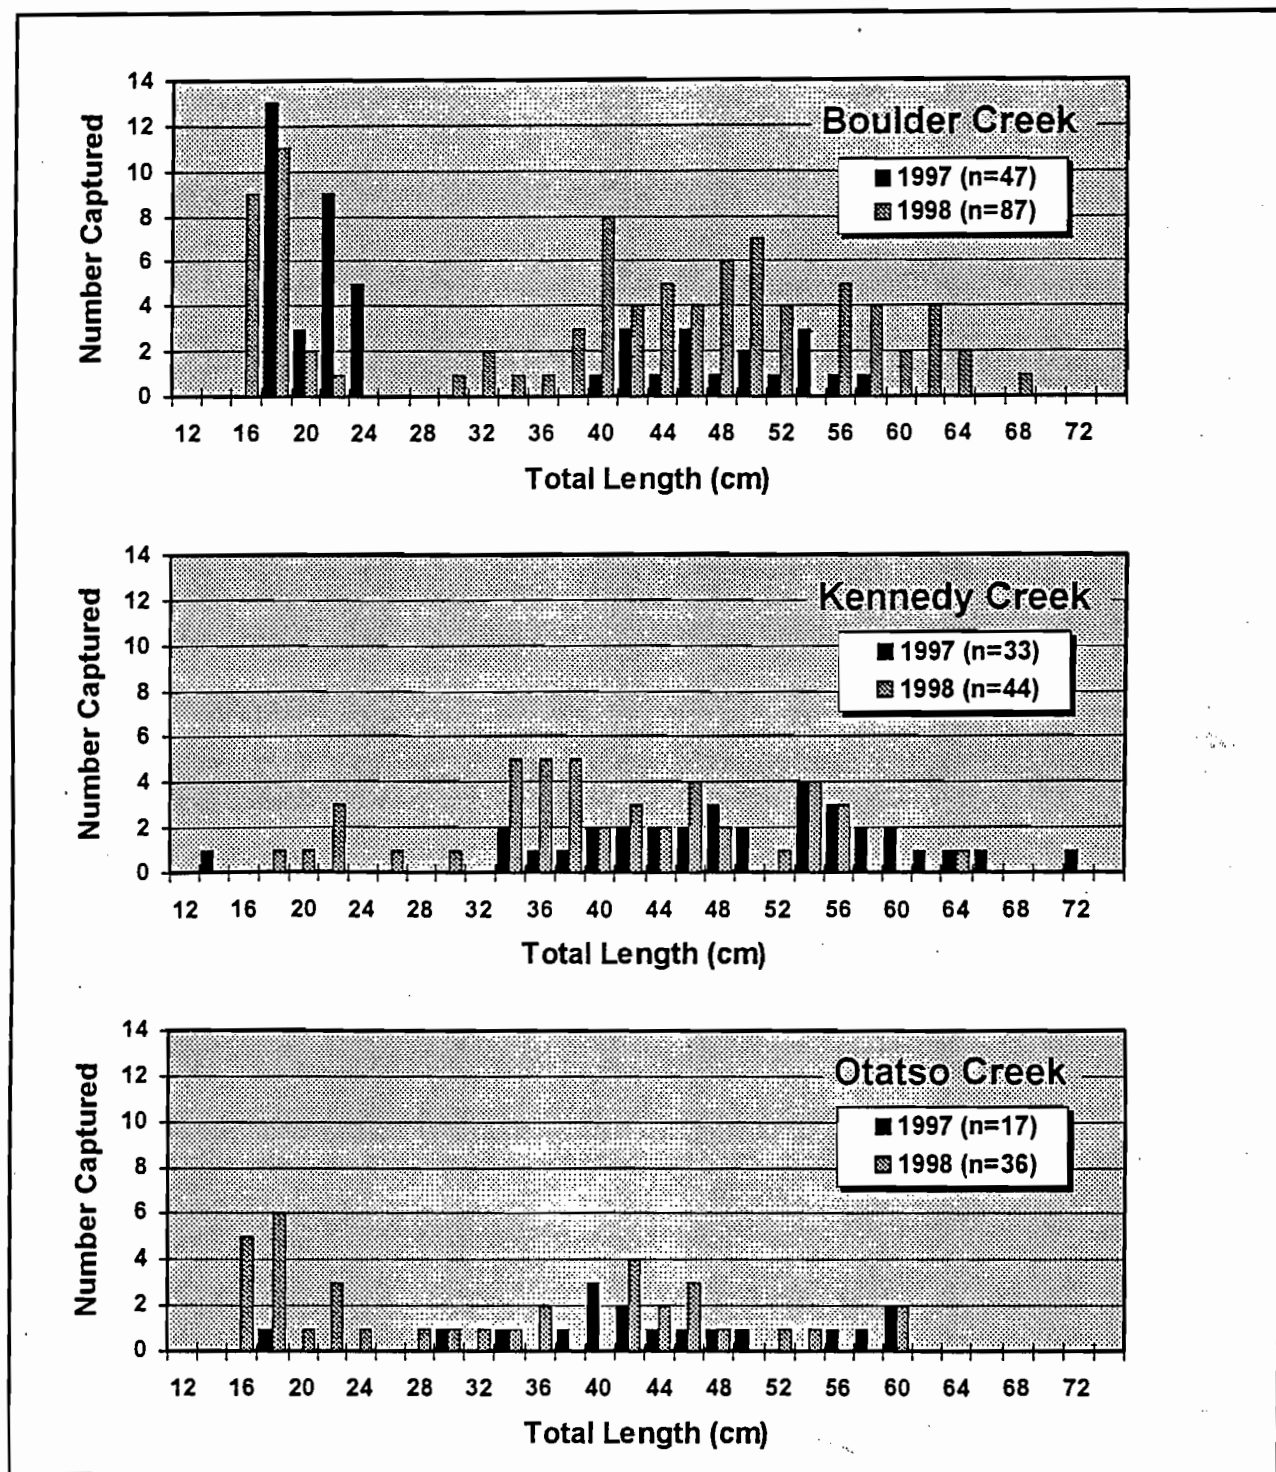 14
12
10
8
6
4
2
0
Number Captured
Boulder Creek
1997 (n=47)
1998 (n=87)
12 16 20 24 28 32 36 40 44 48 52 56 60 64 68 72
Total Length (cm)
14
12
10
8
6
4
2
0
Number Captured
Kennedy Creek
1997 (n=33)
1998 (n=44)
12 16 20 24 28 32 36 40 44 48 52 56 60 64 68 72
Total Length (cm)
14
12
10
8
6
4
2
0
Number Captured
Otatso Creek
1997 (n=17)
1998 (n=36)
12 16 20 24 28 32 36 40 44 48 52 56 60 64 68 72
Total Length (cm)